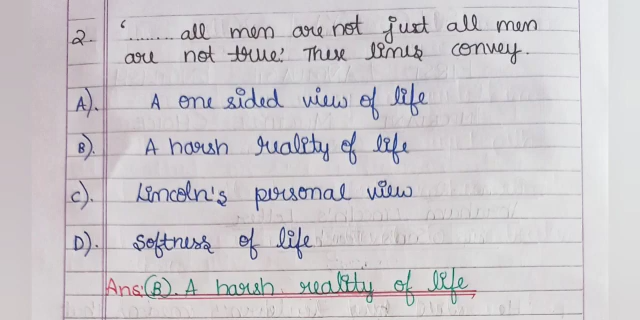 2. '........ all men are not just all men
are not true: These lines convey.
A). A one sided view of life
B). A harsh reality of life
C). Lincoln's personal view
D). Softness of life
Ans:(B). A harsh reality of life